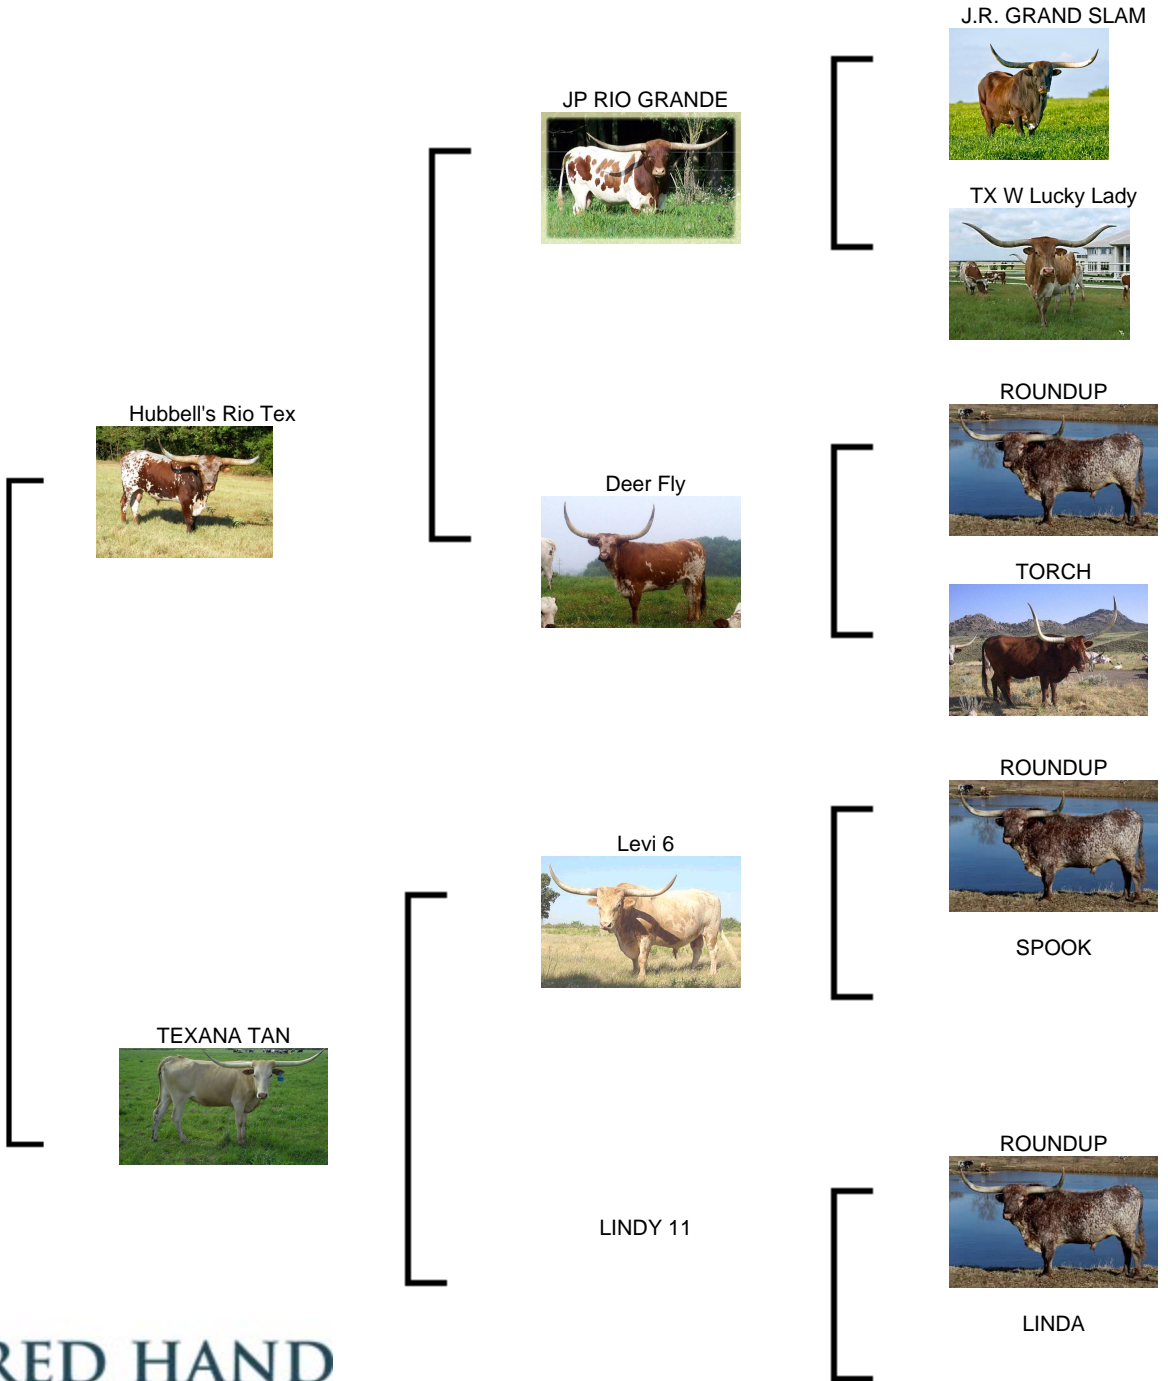 J.R. GRAND SLAM
JP RIO GRANDE
TX W Lucky Lady
ROUNDUP
Hubbell's Rio Tex
Deer Fly
TORCH
ROUNDUP
Levi 6
SPOOK
TEXANA TAN
ROUNDUP
LINDY 11
LINDA
RED HAND